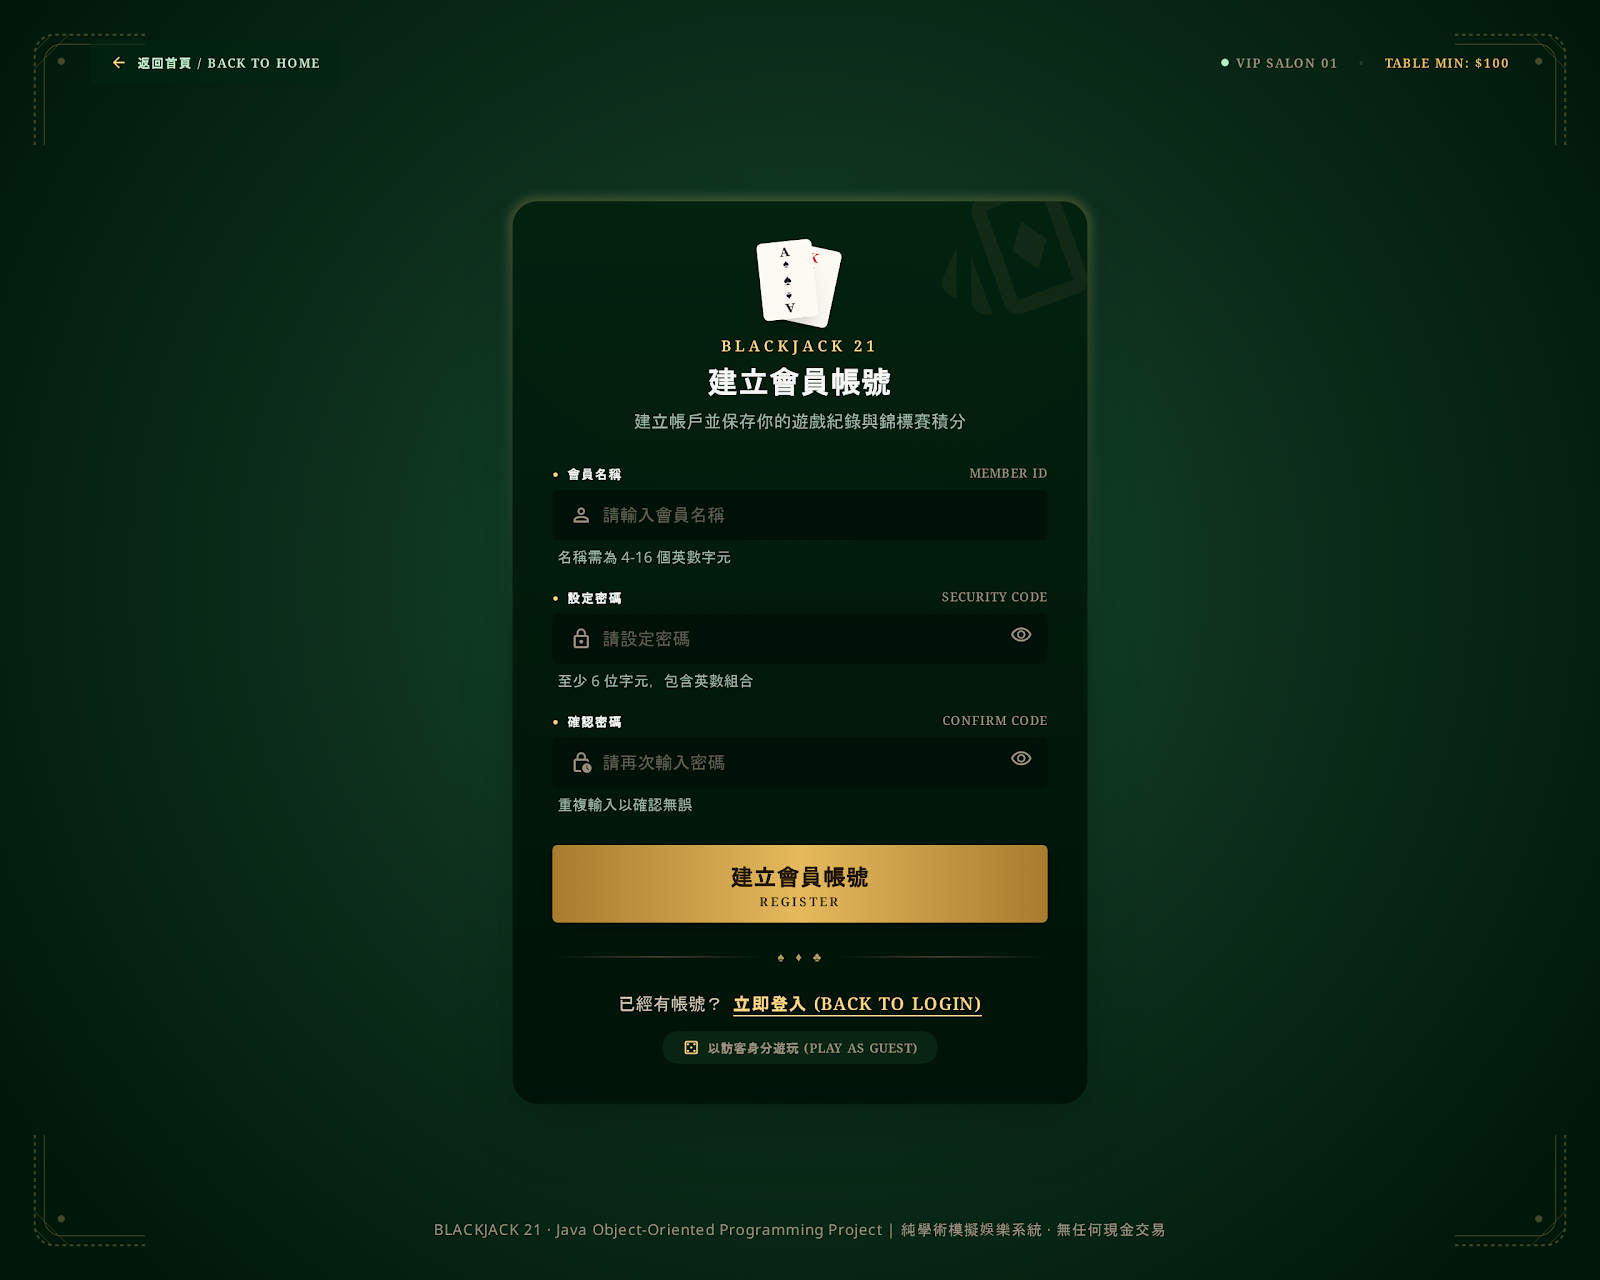 返回首頁 / BACK TO HOME
VIP SALON 01
TABLE MIN: $100
A
K
A
BLACKJACK 21
建立會員帳號
建立帳戶並保存你的遊戲紀錄與錦標賽積分
• 會員名稱
MEMBER ID
請輸入會員名稱
名稱需為 4-16 個英數字元
• 設定密碼
SECURITY CODE
請設定密碼
至少 6 位字元，包含英數組合
• 確認密碼
CONFIRM CODE
請再次輸入密碼
重複輸入以確認無誤
建立會員帳號
REGISTER
已經有帳號？ 立即登入 (BACK TO LOGIN)
以訪客身分遊玩 (PLAY AS GUEST)
BLACKJACK 21 · Java Object-Oriented Programming Project | 純學術模擬娛樂系統 · 無任何現金交易